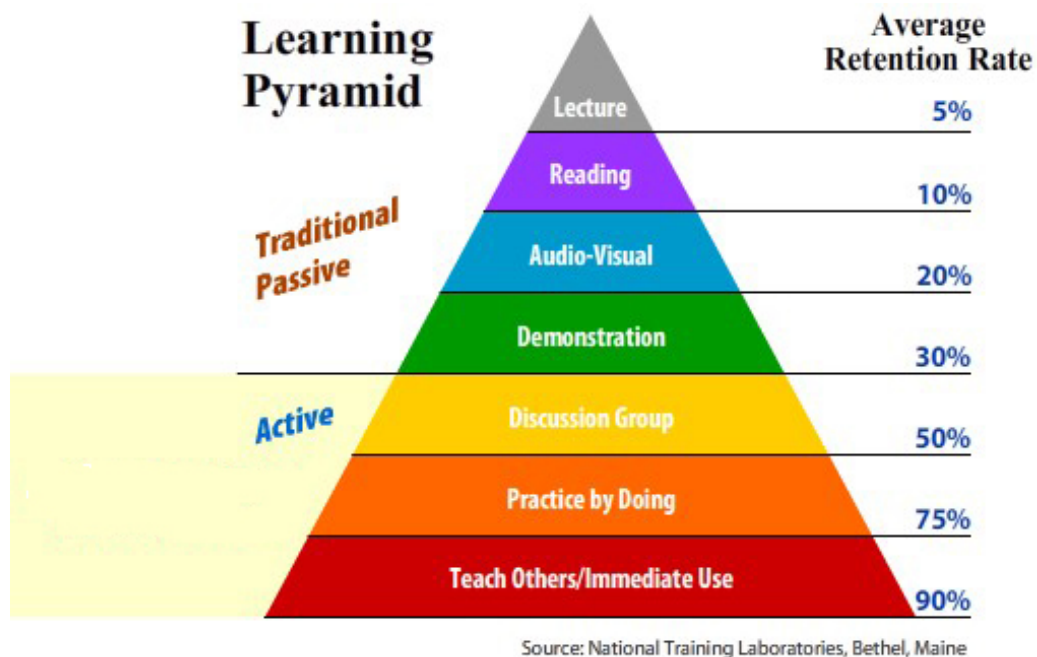 Learning
Pyramid
Average
Retention Rate
Lecture
5%
Reading
10%
Traditional
Passive
Audio-Visual
20%
Demonstration
30%
Active
Discussion Group
50%
Practice by Doing
75%
Teach Others/Immediate Use
90%
Source: National Training Laboratories, Bethel, Maine